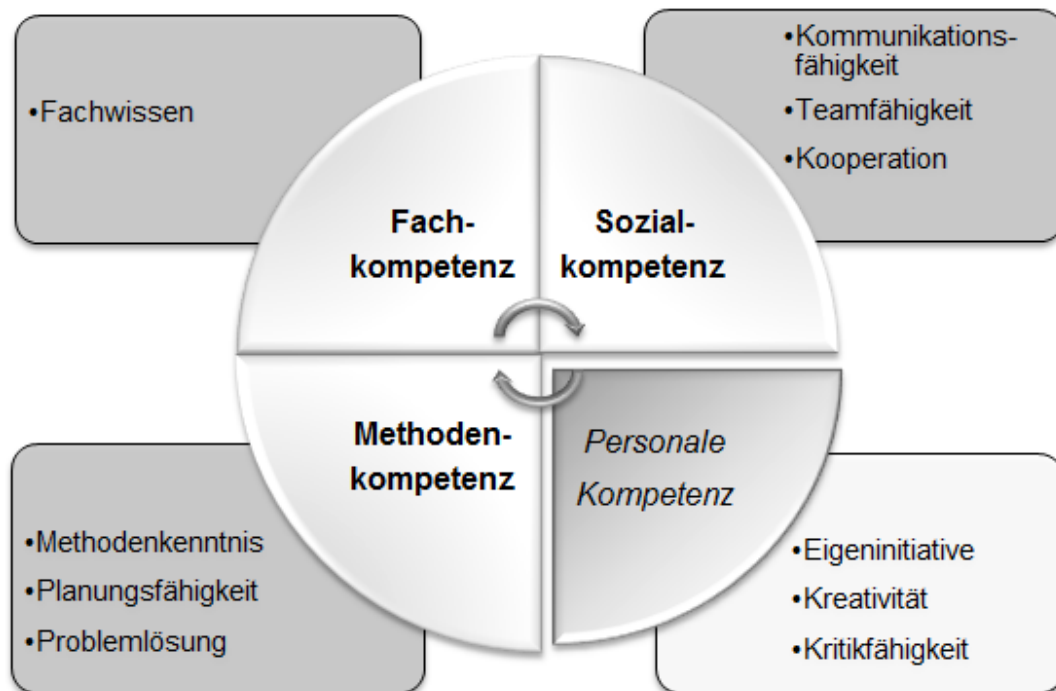 •Fachwissen
•Kommunikations-
fähigkeit
•Teamfähigkeit
•Kooperation
Fach-
kompetenz
Sozial-
kompetenz
Methoden-
kompetenz
Personale
Kompetenz
•Methodenkenntnis
•Planungsfähigkeit
•Problemlösung
•Eigeninitiative
•Kreativität
•Kritikfähigkeit